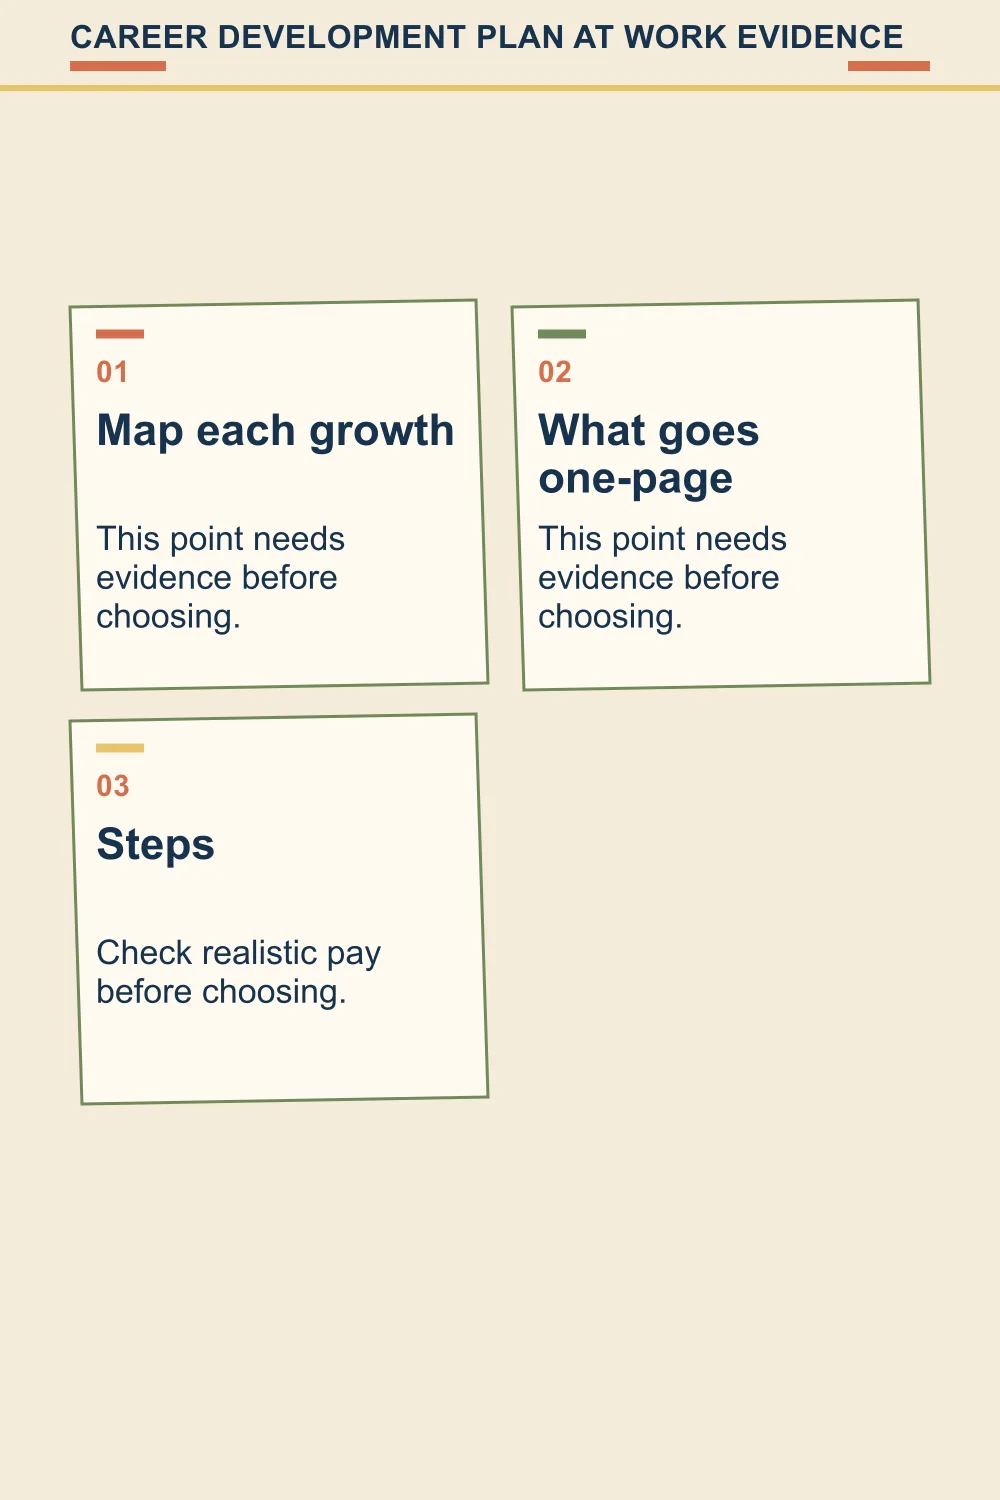 CAREER DEVELOPMENT PLAN AT WORK EVIDENCE
01
Map each growth
This point needs
evidence before
choosing.
02
What goes
one-page
This point needs
evidence before
choosing.
03
Steps
Check realistic pay
before choosing.